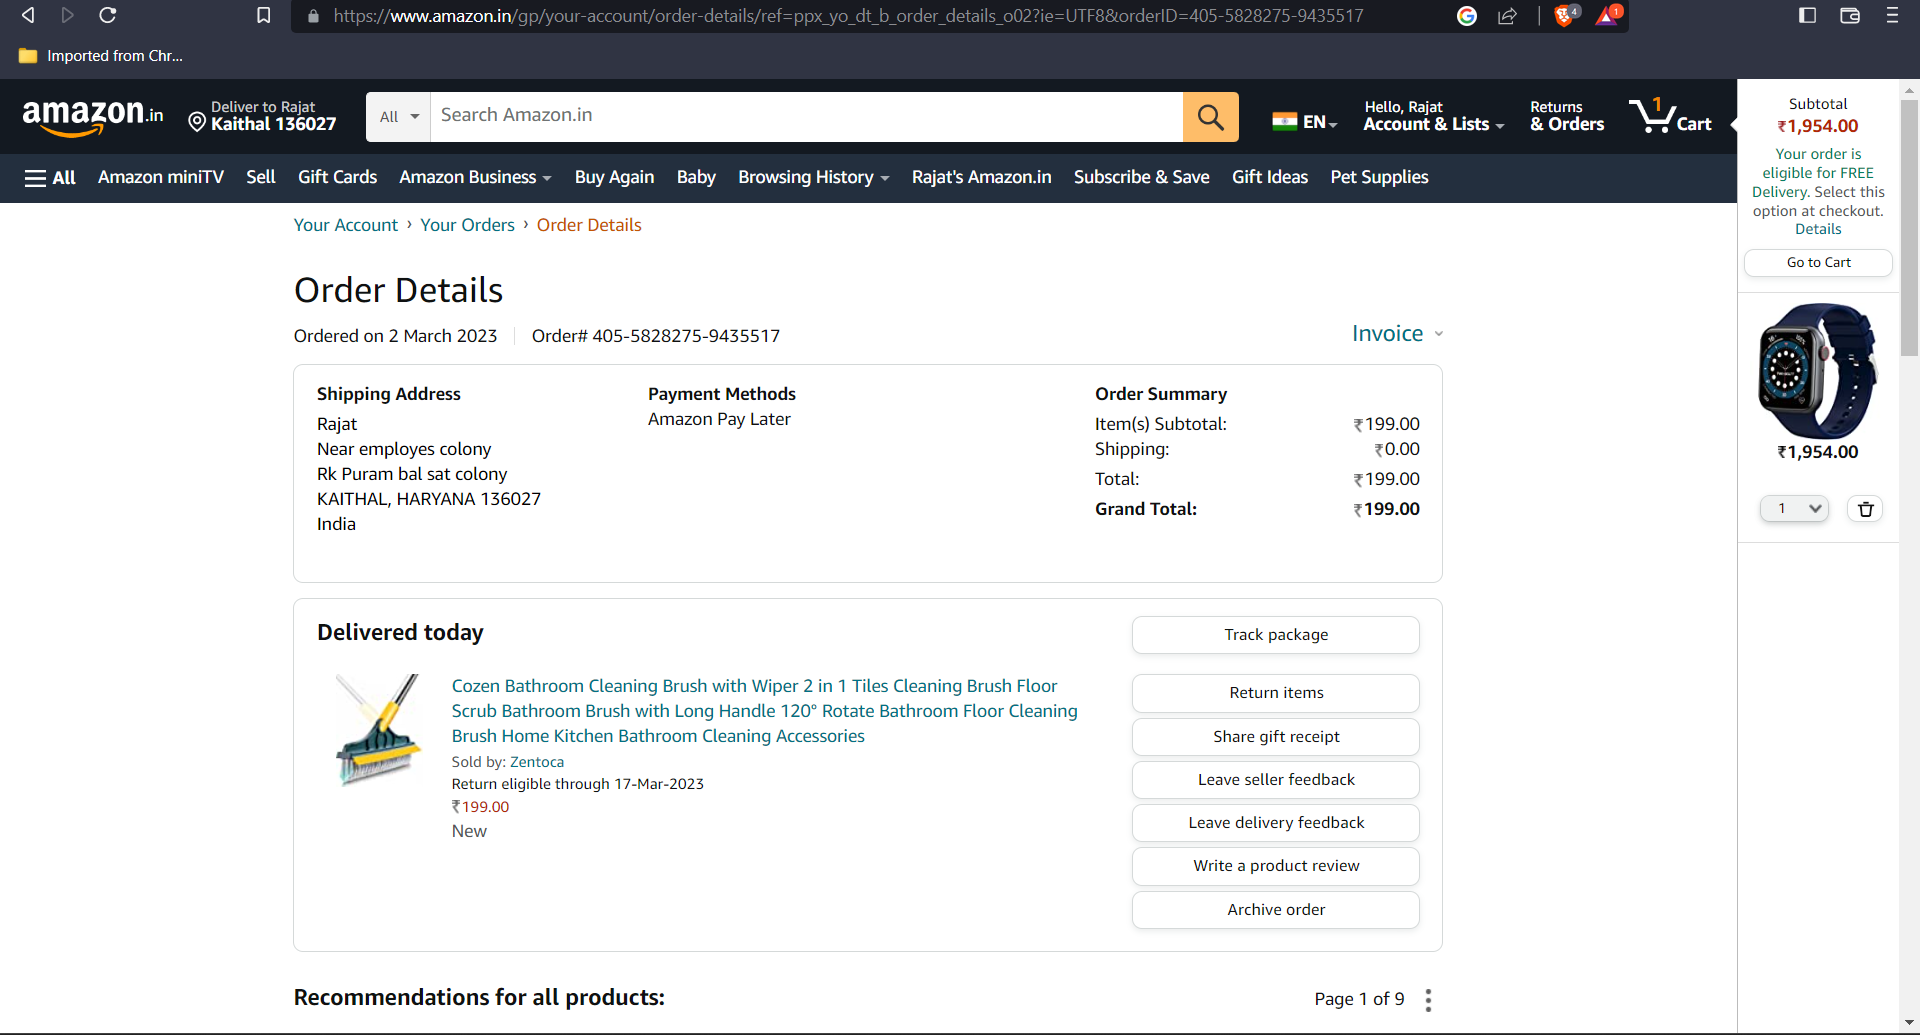 https://www.amazon.in/gp/your-account/order-details/ref=ppx_yo_dt_b_order_details_o02?ie=UTF8&orderID=405-5828275-9435517
4
1
Imported from Chr...
amazon.in
Deliver to Rajat
Kaithal 136027
All
Search Amazon.in
EN
Hello, Rajat
Account & Lists
Returns
& Orders
1
Cart
All
Amazon miniTV
Sell
Gift Cards
Amazon Business
Buy Again
Baby
Browsing History
Rajat's Amazon.in
Subscribe & Save
Gift Ideas
Pet Supplies
Subtotal
₹1,954.00
Your order is
eligible for FREE
Delivery. Select this
option at checkout.
Details
Go to Cart
₹1,954.00
1
Your Account › Your Orders › Order Details
Order Details
Ordered on 2 March 2023
Order# 405-5828275-9435517
Invoice
Shipping Address
Rajat
Near employes colony
Rk Puram bal sat colony
KAITHAL, HARYANA 136027
India
Payment Methods
Amazon Pay Later
Order Summary
Item(s) Subtotal: ₹199.00
Shipping: ₹0.00
Total: ₹199.00
Grand Total: ₹199.00
Delivered today
Cozen Bathroom Cleaning Brush with Wiper 2 in 1 Tiles Cleaning Brush Floor
Scrub Bathroom Brush with Long Handle 120° Rotate Bathroom Floor Cleaning
Brush Home Kitchen Bathroom Cleaning Accessories
Sold by: Zentoca
Return eligible through 17-Mar-2023
₹199.00
New
Track package
Return items
Share gift receipt
Leave seller feedback
Leave delivery feedback
Write a product review
Archive order
Recommendations for all products:
Page 1 of 9